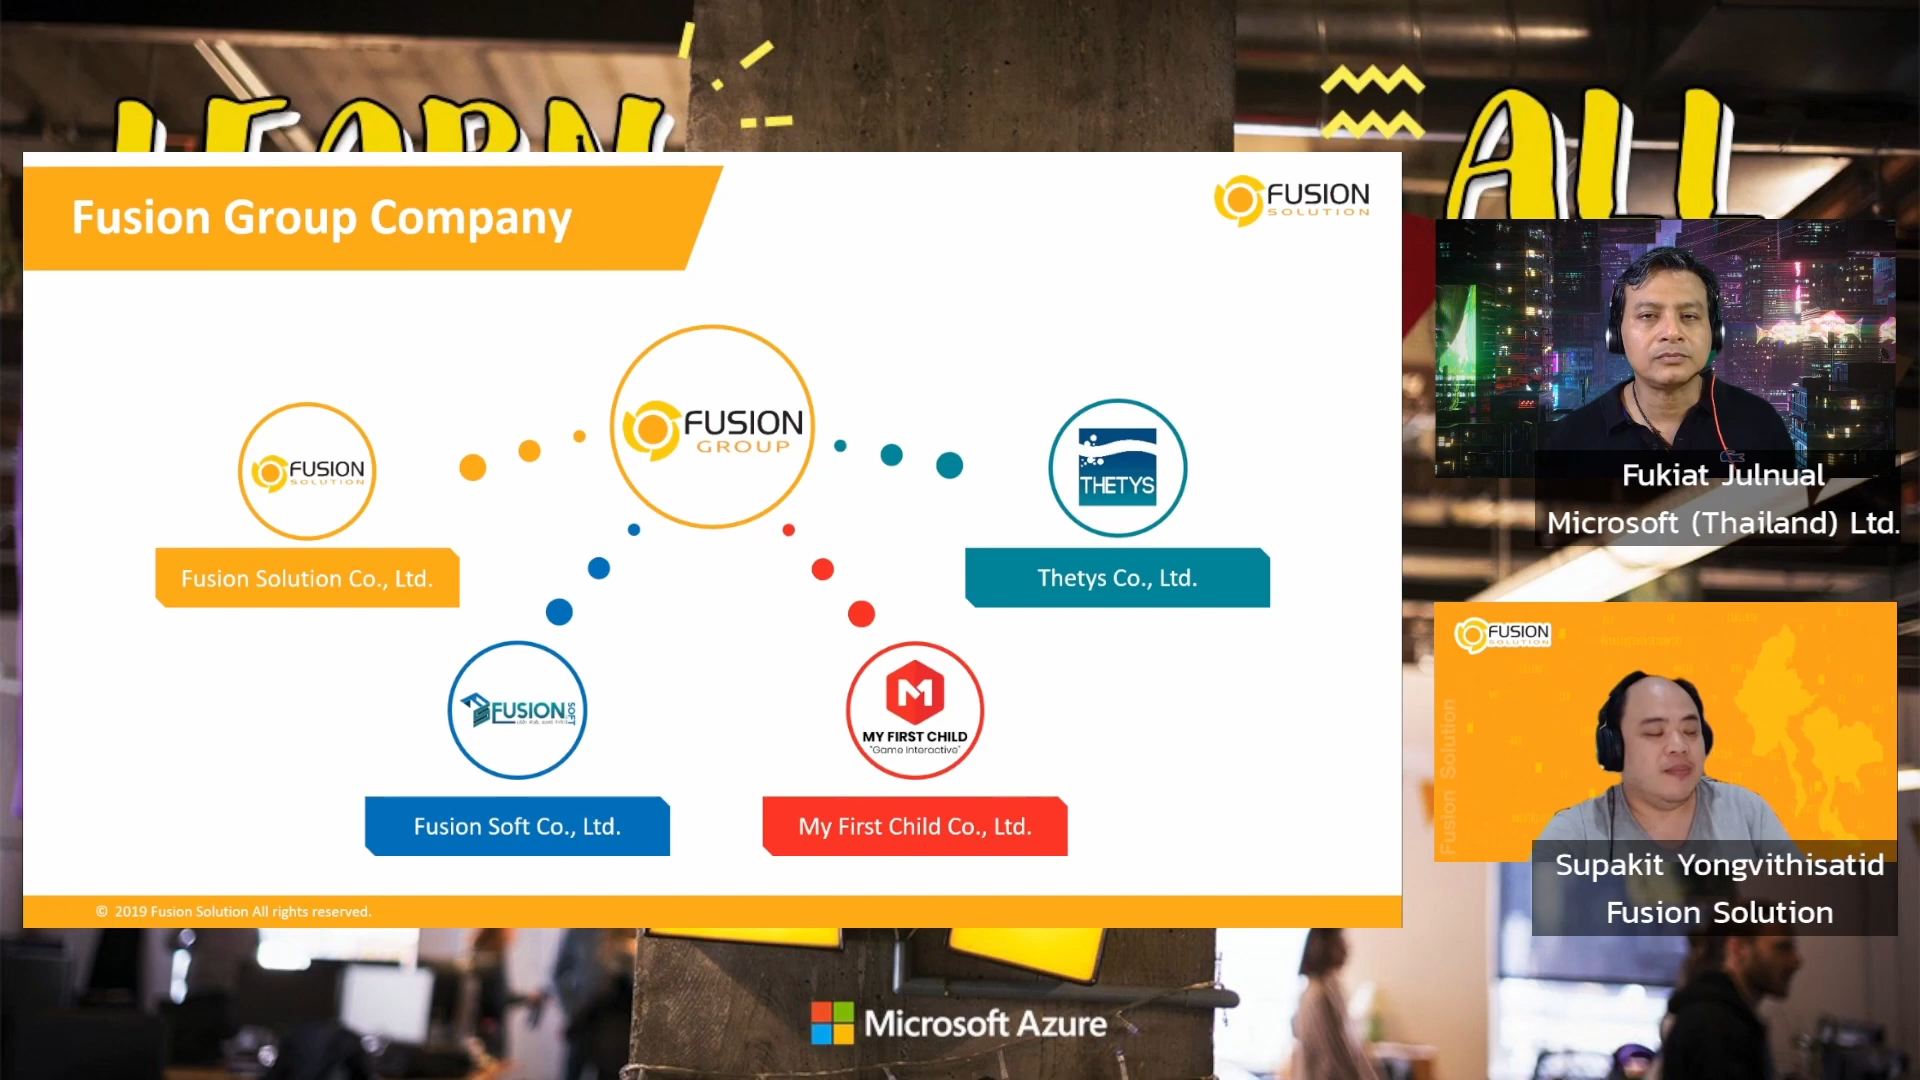 LEARN
ALL
Fusion Group Company
FUSION
SOLUTION
FUSION
GROUP
FUSION
SOLUTION
THETYS
Fusion Solution Co., Ltd.
Thetys Co., Ltd.
FUSION
SOFT
MY FIRST CHILD
"Game interactive"
Fusion Soft Co., Ltd.
My First Child Co., Ltd.
© 2019 Fusion Solution All rights reserved.
Fukiat Julnual
Microsoft (Thailand) Ltd.
FUSION
SOLUTION
Fusion Solution
Supakit Yongvithisatid
Fusion Solution
Microsoft Azure